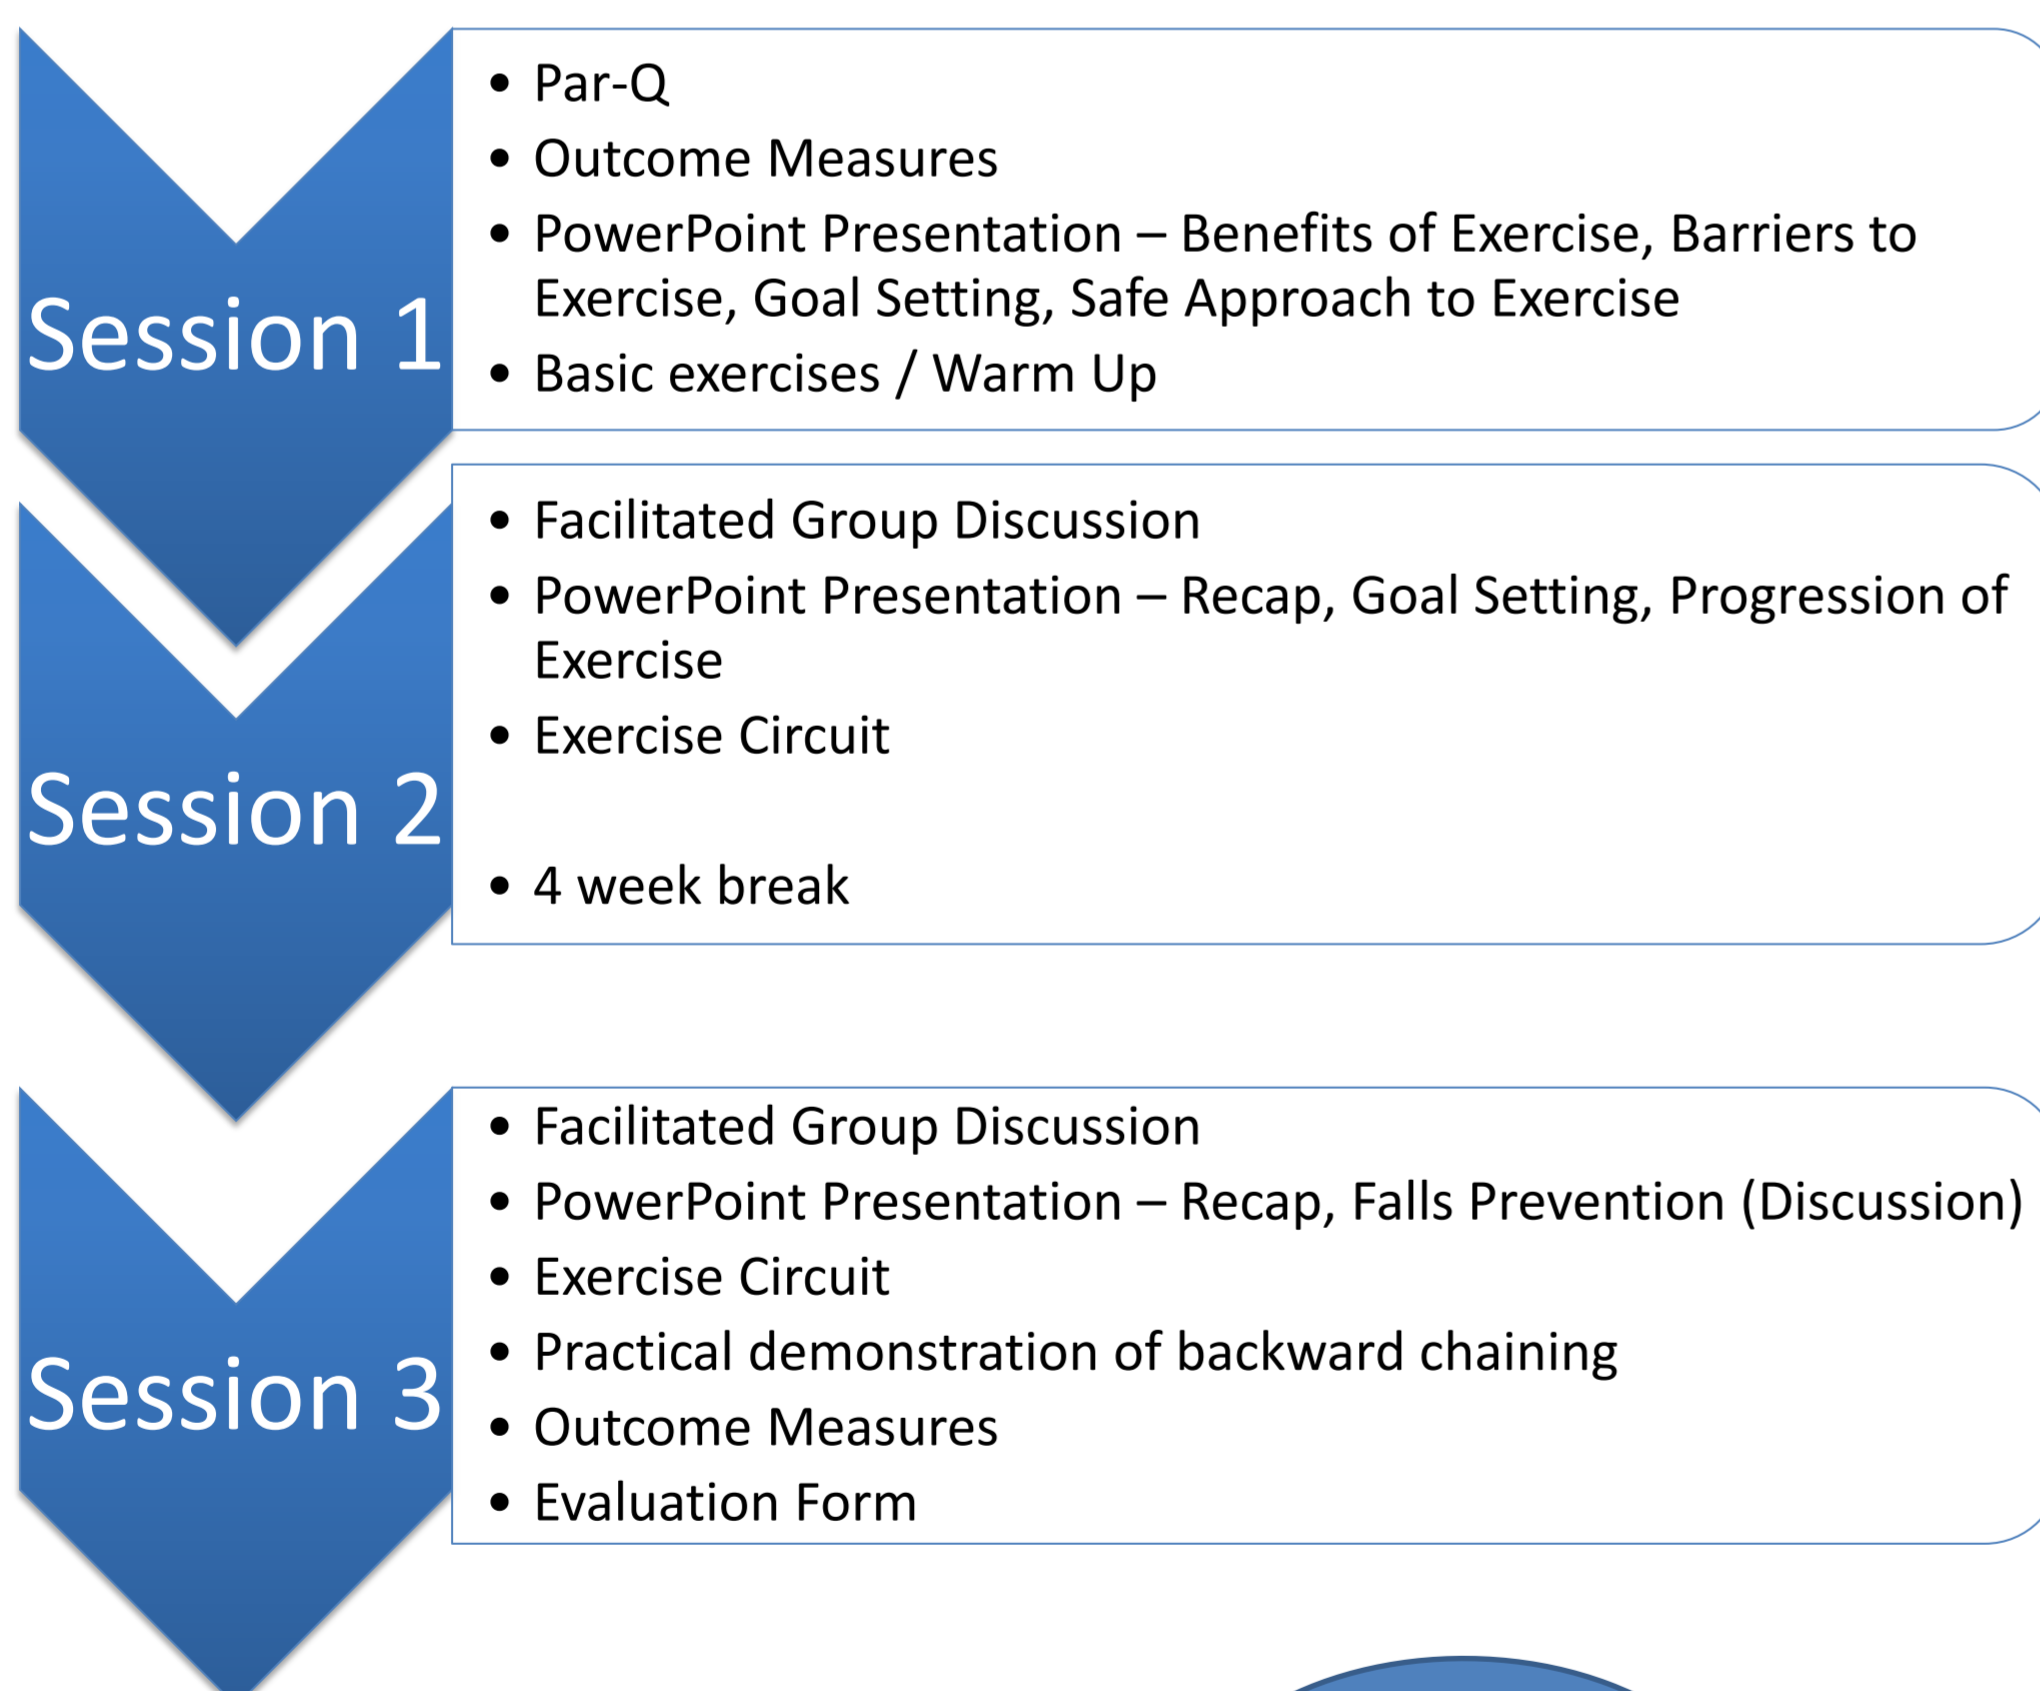 Session 1
• Par-Q
• Outcome Measures
• PowerPoint Presentation – Benefits of Exercise, Barriers to
Exercise, Goal Setting, Safe Approach to Exercise
• Basic exercises / Warm Up
Session 2
• Facilitated Group Discussion
• PowerPoint Presentation – Recap, Goal Setting, Progression of
Exercise
• Exercise Circuit
• 4 week break
Session 3
• Facilitated Group Discussion
• PowerPoint Presentation – Recap, Falls Prevention (Discussion)
• Exercise Circuit
• Practical demonstration of backward chaining
• Outcome Measures
• Evaluation Form